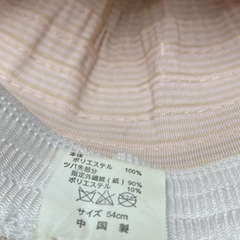 本体
ポリエステル 100%
ツバ先部分
指定外繊維(紙) 90%
ポリエステル 10%
サイズ 54cm
中国製